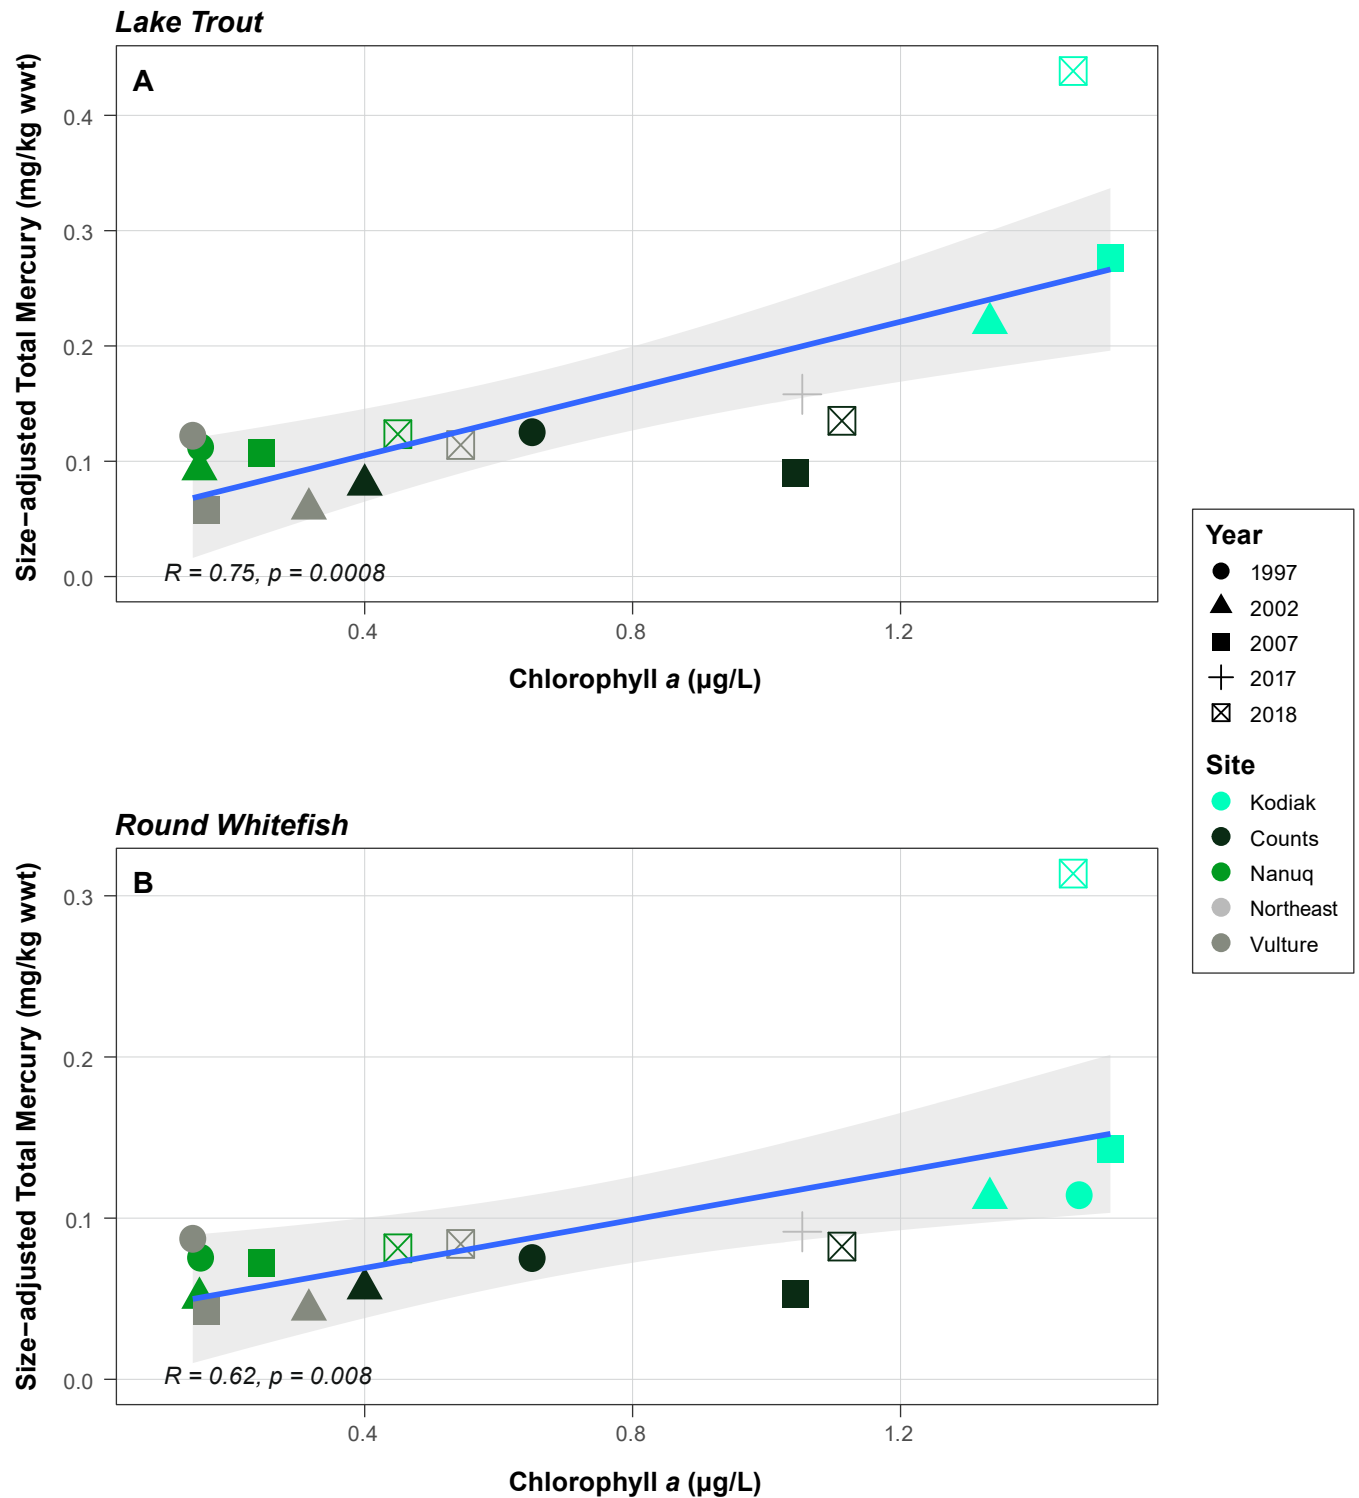 Lake Trout
A
Size−adjusted Total Mercury (mg/kg wwt)
0.4
0.3
0.2
0.1
0.0
R = 0.75, p = 0.0008
0.4
0.8
1.2
Chlorophyll a (µg/L)
Year
1997
2002
2007
2017
2018
Site
Kodiak
Counts
Nanuq
Northeast
Vulture
Round Whitefish
B
Size−adjusted Total Mercury (mg/kg wwt)
0.3
0.2
0.1
0.0
R = 0.62, p = 0.008
0.4
0.8
1.2
Chlorophyll a (µg/L)